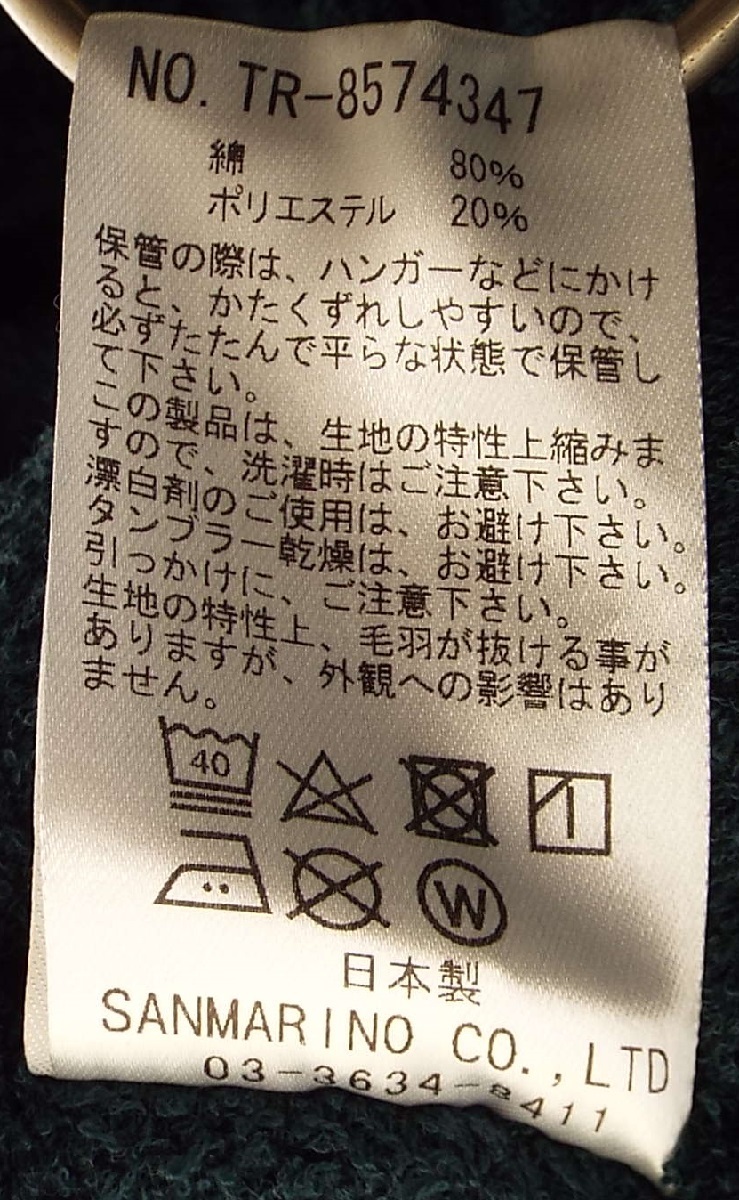 NO. TR-8574347
綿 80%
ポリエステル 20%
保管の際は、ハンガーなどにかけ
ると、かたくずれしやすいので、
必ずたたんで平らな状態で保管し
て下さい。
この製品は、生地の特性上縮みま
すので、洗濯時はご注意下さい。
漂白剤のご使用は、お避け下さい。
タンブラー乾燥は、お避け下さい。
引っかけに、ご注意下さい。
生地の特性上、毛羽が抜ける事が
ありますが、外観への影響はあり
ません。
40
W
日本製
SANMARINO CO.,LTD
03-3634-8411